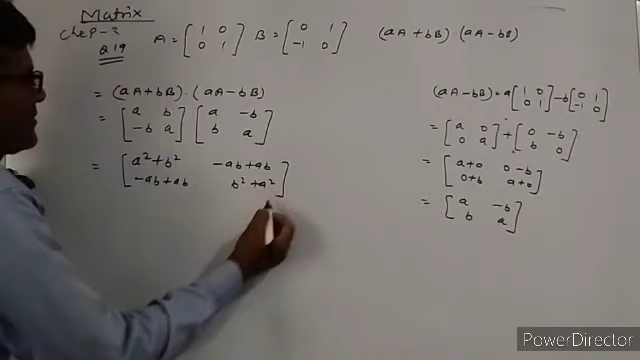 Matrix
Chep-3
Q 19
A = [1 0; 0 1] B = [0 1; -1 0] (aA+bB).(aA-bB)
= (aA+bB).(aA-bB)
= [a b; -b a] [a -b; b a]
= [a²+b² -ab+ab; -ab+ab b²+a²]
(aA-bB) = a[1 0; 0 1] -b[0 1; -1 0]
= [a 0; 0 a] + [0 -b; b 0]
= [a+0 0-b; 0+b a+0]
= [a -b; b a]
PowerDirector